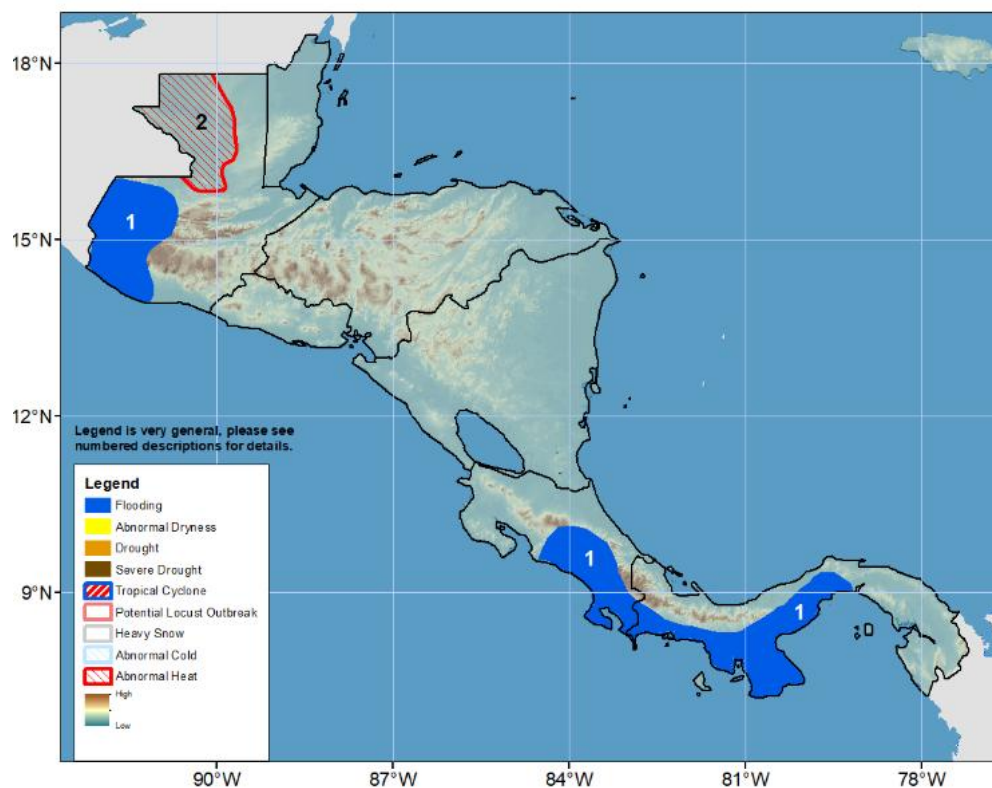 18°N
2
1
15°N
12°N
Legend is very general, please see
numbered descriptions for details.
Legend
Flooding
Abnormal Dryness
Drought
Severe Drought
Tropical Cyclone
Potential Locust Outbreak
Heavy Snow
Abnormal Cold
Abnormal Heat
High
Low
1
9°N
1
90°W
87°W
84°W
81°W
78°W